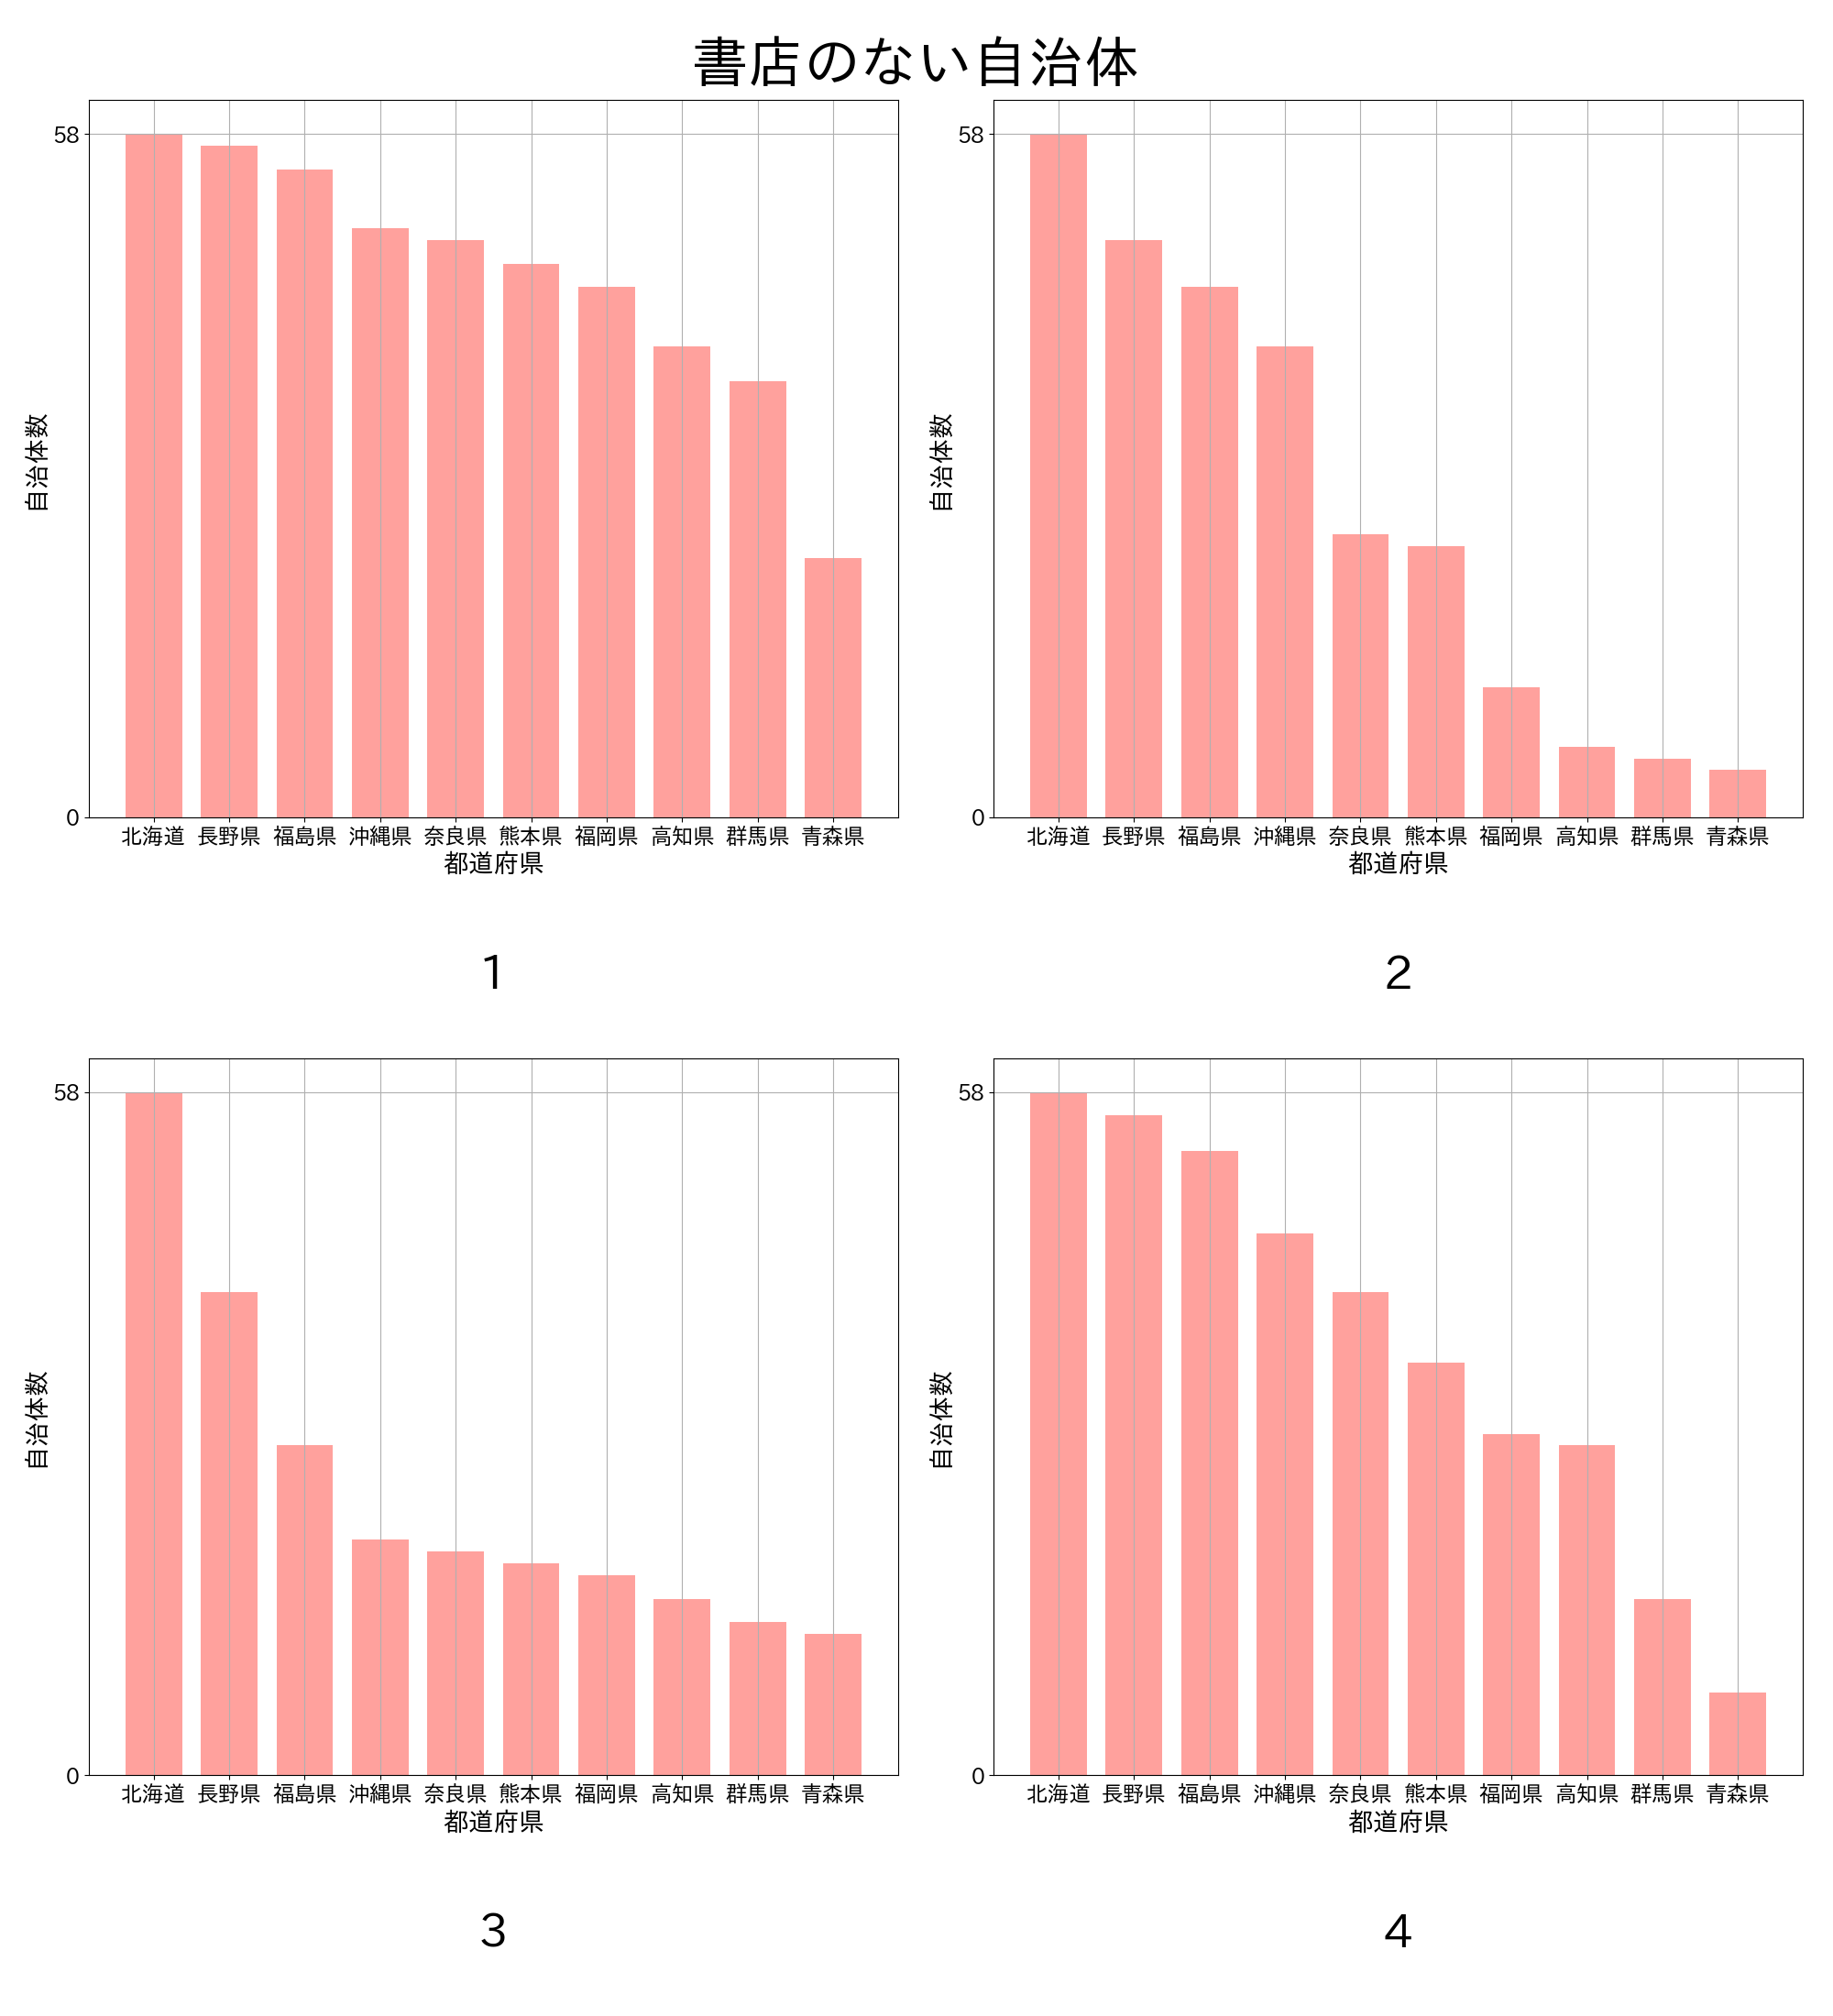 書店のない自治体
58
0
自治体数
北海道 長野県 福島県 沖縄県 奈良県 熊本県 福岡県 高知県 群馬県 青森県
都道府県
1
58
0
自治体数
北海道 長野県 福島県 沖縄県 奈良県 熊本県 福岡県 高知県 群馬県 青森県
都道府県
2
58
0
自治体数
北海道 長野県 福島県 沖縄県 奈良県 熊本県 福岡県 高知県 群馬県 青森県
都道府県
3
58
0
自治体数
北海道 長野県 福島県 沖縄県 奈良県 熊本県 福岡県 高知県 群馬県 青森県
都道府県
4